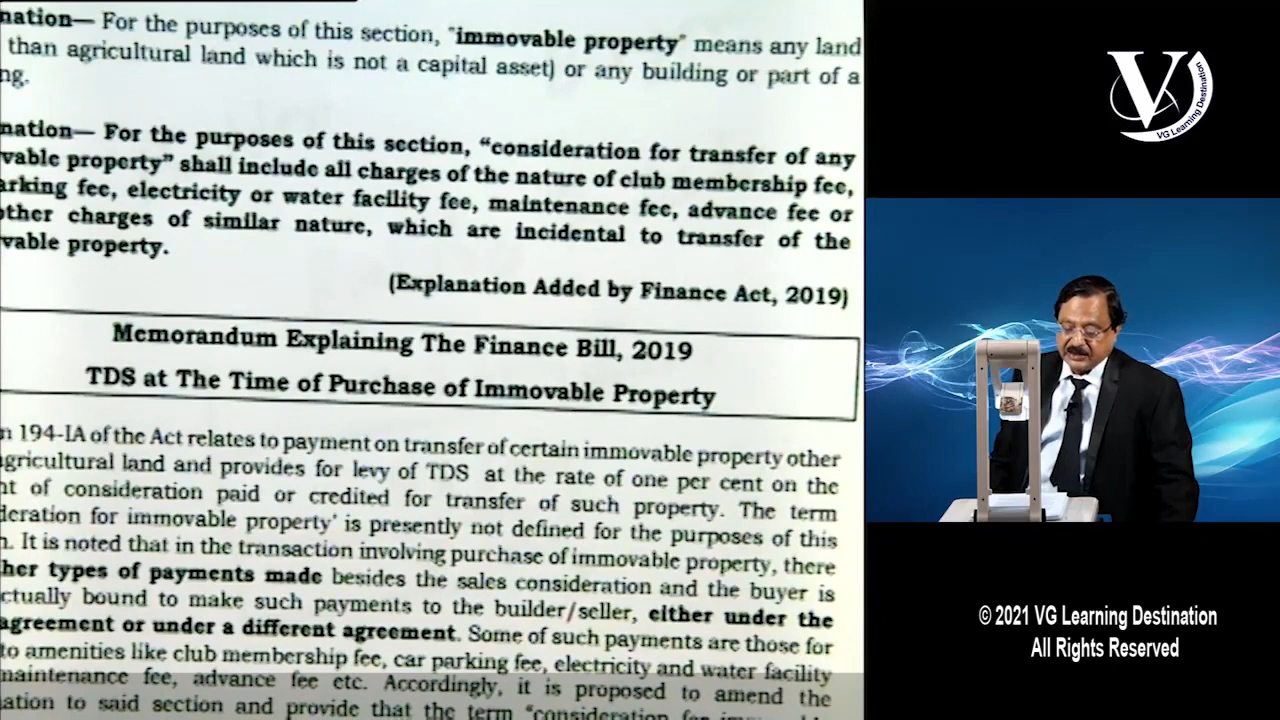 nation— For the purposes of this section, "immovable property" means any land
than agricultural land which is not a capital asset) or any building or part of a
ng.
nation— For the purposes of this section, “consideration for transfer of any
vable property” shall include all charges of the nature of club membership fee,
arking fee, electricity or water facility fee, maintenance fee, advance fee or
other charges of similar nature, which are incidental to transfer of the
vable property.
(Explanation Added by Finance Act, 2019)
Memorandum Explaining The Finance Bill, 2019
TDS at The Time of Purchase of Immovable Property
n 194-IA of the Act relates to payment on transfer of certain immovable property other
agricultural land and provides for levy of TDS at the rate of one per cent on the
nt of consideration paid or credited for transfer of such property. The term
deration for immovable property' is presently not defined for the purposes of this
n. It is noted that in the transaction involving purchase of immovable property, there
her types of payments made besides the sales consideration and the buyer is
ctually bound to make such payments to the builder/seller, either under the
agreement or under a different agreement. Some of such payments are those for
to amenities like club membership fee, car parking fee, electricity and water facility
maintenance fee, advance fee etc. Accordingly, it is proposed to amend the
ation to said section and provide that the term "consideration for
V
VG Learning Destination
© 2021 VG Learning Destination
All Rights Reserved